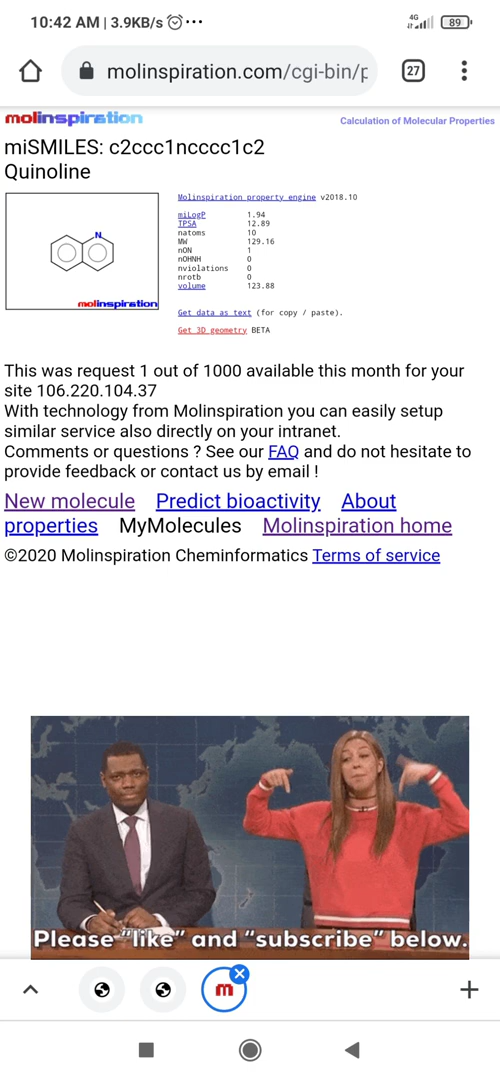 10:42 AM | 3.9KB/s ...
4G
89
molinspiration.com/cgi-bin/p
27
molinspiration
Calculation of Molecular Properties
miSMILES: c2ccc1ncccc1c2
Quinoline
Molinspiration property engine v2018.10
miLogP 1.94
TPSA 12.89
natoms 10
MW 129.16
nON 1
nOHNH 0
nviolations 0
nrotb 0
volume 123.88
N
molinspiration
Get data as text (for copy / paste).
Get 3D geometry BETA
This was request 1 out of 1000 available this month for your
site 106.220.104.37
With technology from Molinspiration you can easily setup
similar service also directly on your intranet.
Comments or questions ? See our FAQ and do not hesitate to
provide feedback or contact us by email !
New molecule Predict bioactivity About
properties MyMolecules Molinspiration home
©2020 Molinspiration Cheminformatics Terms of service
Please "like" and "subscribe" below.
m